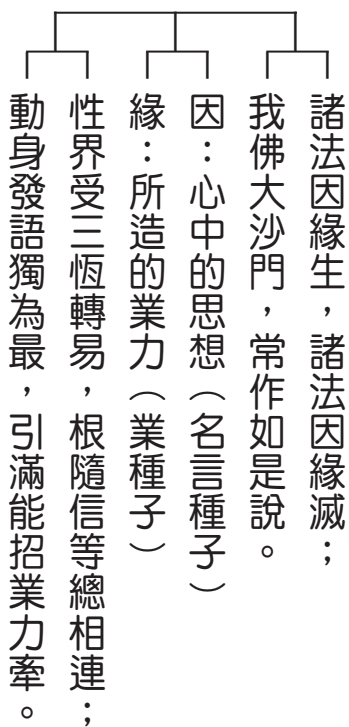 諸法因緣生，諸法因緣滅；
我佛大沙門，常作如是說。
因：心中的思想（名言種子）
緣：所造的業力（業種子）
性界受三恆轉易，根隨信等總相連；
動身發語獨為最，引滿能招業力牽。